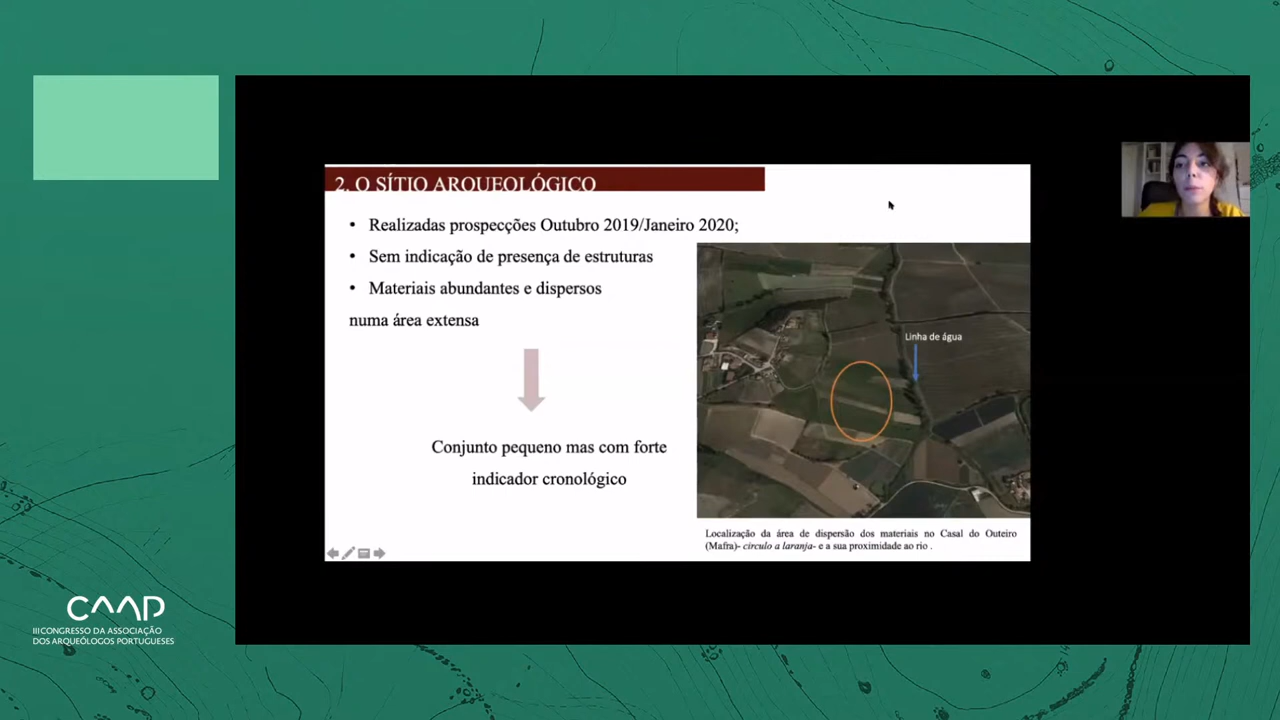 2. O SÍTIO ARQUEOLÓGICO
• Realizadas prospecções Outubro 2019/Janeiro 2020;
• Sem indicação de presença de estruturas
• Materiais abundantes e dispersos
numa área extensa
Conjunto pequeno mas com forte
indicador cronológico
Linha de água
Localização da área de dispersão dos materiais no Casal do Outeiro
(Mafra)- círculo a laranja- e a sua proximidade ao rio .
CAAP
III CONGRESSO DA ASSOCIAÇÃO
DOS ARQUEÓLOGOS PORTUGUESES